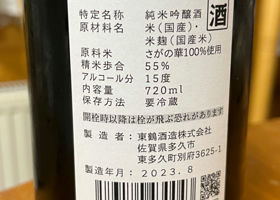 酒
特定名称 純米吟醸酒
原材料名 米(国産)・
米麹(国産米)
原料米 さがの華100%使用
精米歩合 55%
アルコール分 15度
内容量 720ml
保存方法 要冷蔵
開栓時以降は栓が飛ぶ恐れがあります
製造者:東鶴酒造株式会社
佐賀県多久市
東多久町別府3625-1
製造年月 2023.8